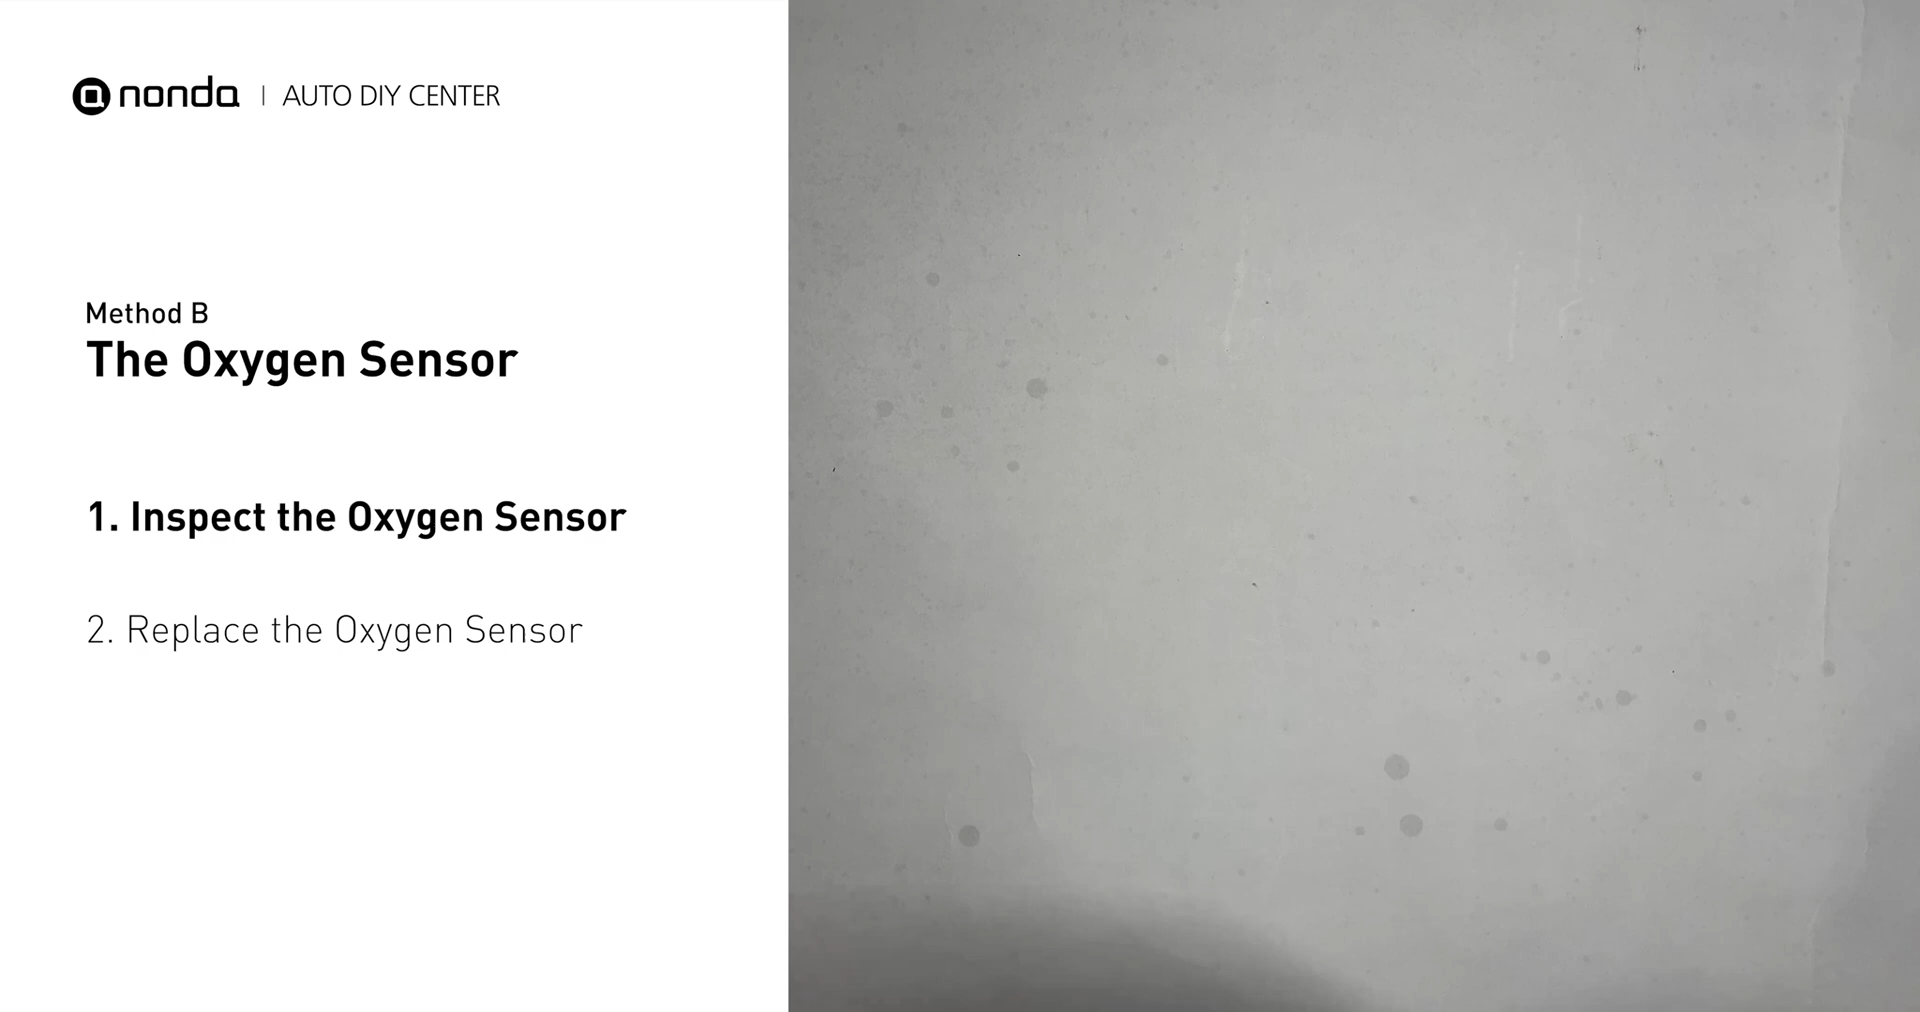 nonda | AUTO DIY CENTER
Method B
The Oxygen Sensor
1. Inspect the Oxygen Sensor
2. Replace the Oxygen Sensor